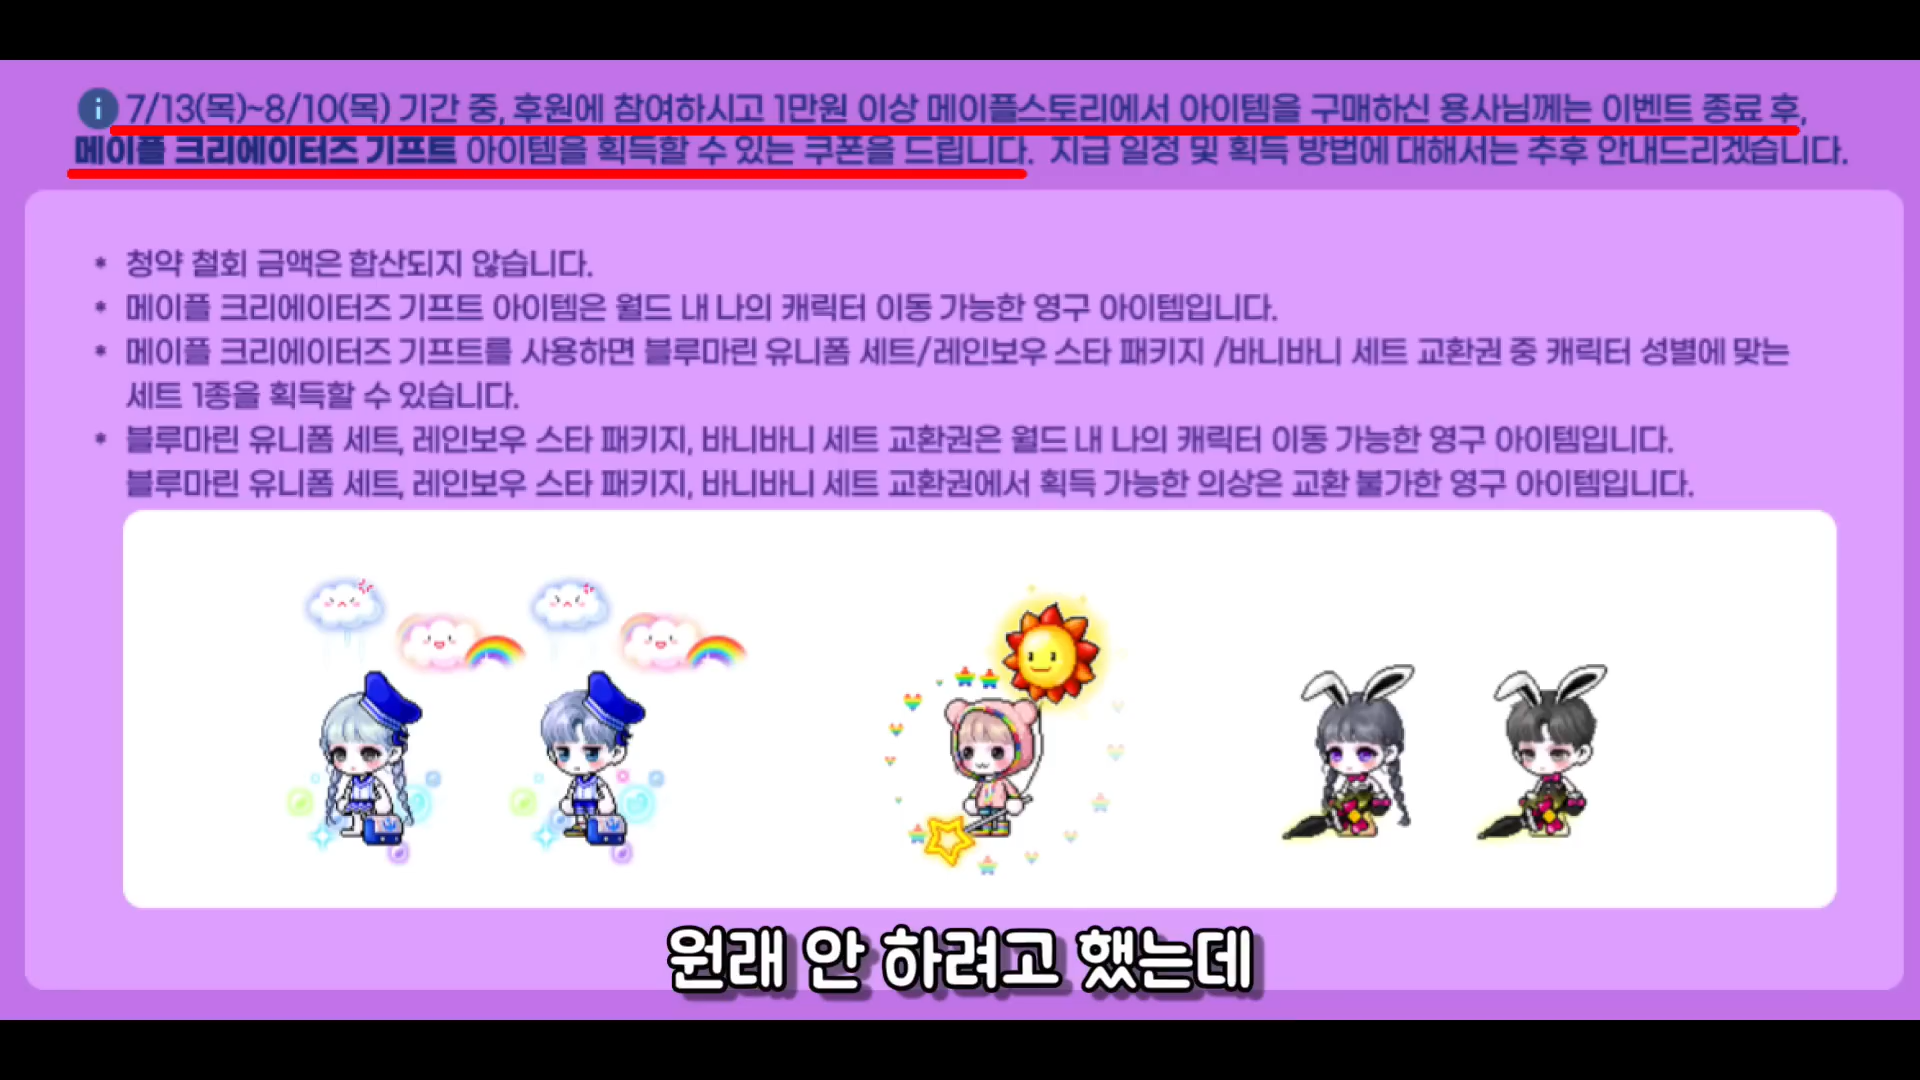 i 7/13(목)~8/10(목) 기간 중, 후원에 참여하시고 1만원 이상 메이플스토리에서 아이템을 구매하신 용사님께는 이벤트 종료 후,
메이플 크리에이터즈 기프트 아이템을 획득할 수 있는 쿠폰을 드립니다. 지급 일정 및 획득 방법에 대해서는 추후 안내드리겠습니다.
* 청약 철회 금액은 합산되지 않습니다.
* 메이플 크리에이터즈 기프트 아이템은 월드 내 나의 캐릭터 이동 가능한 영구 아이템입니다.
* 메이플 크리에이터즈 기프트를 사용하면 블루마린 유니폼 세트/레인보우 스타 패키지 /바니바니 세트 교환권 중 캐릭터 성별에 맞는
세트 1종을 획득할 수 있습니다.
* 블루마린 유니폼 세트, 레인보우 스타 패키지, 바니바니 세트 교환권은 월드 내 나의 캐릭터 이동 가능한 영구 아이템입니다.
블루마린 유니폼 세트, 레인보우 스타 패키지, 바니바니 세트 교환권에서 획득 가능한 의상은 교환 불가한 영구 아이템입니다.
원래 안 하려고 했는데